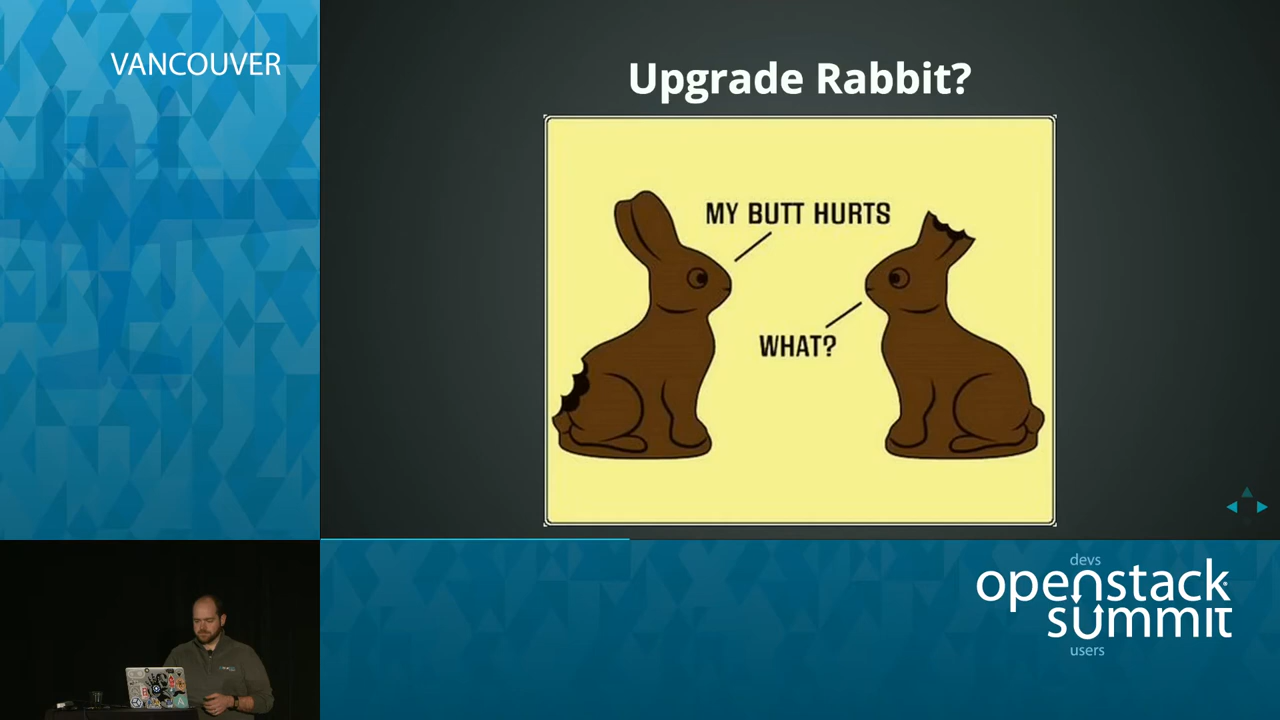 VANCOUVER
Upgrade Rabbit?
MY BUTT HURTS
WHAT?
devs
openstack
summit
users